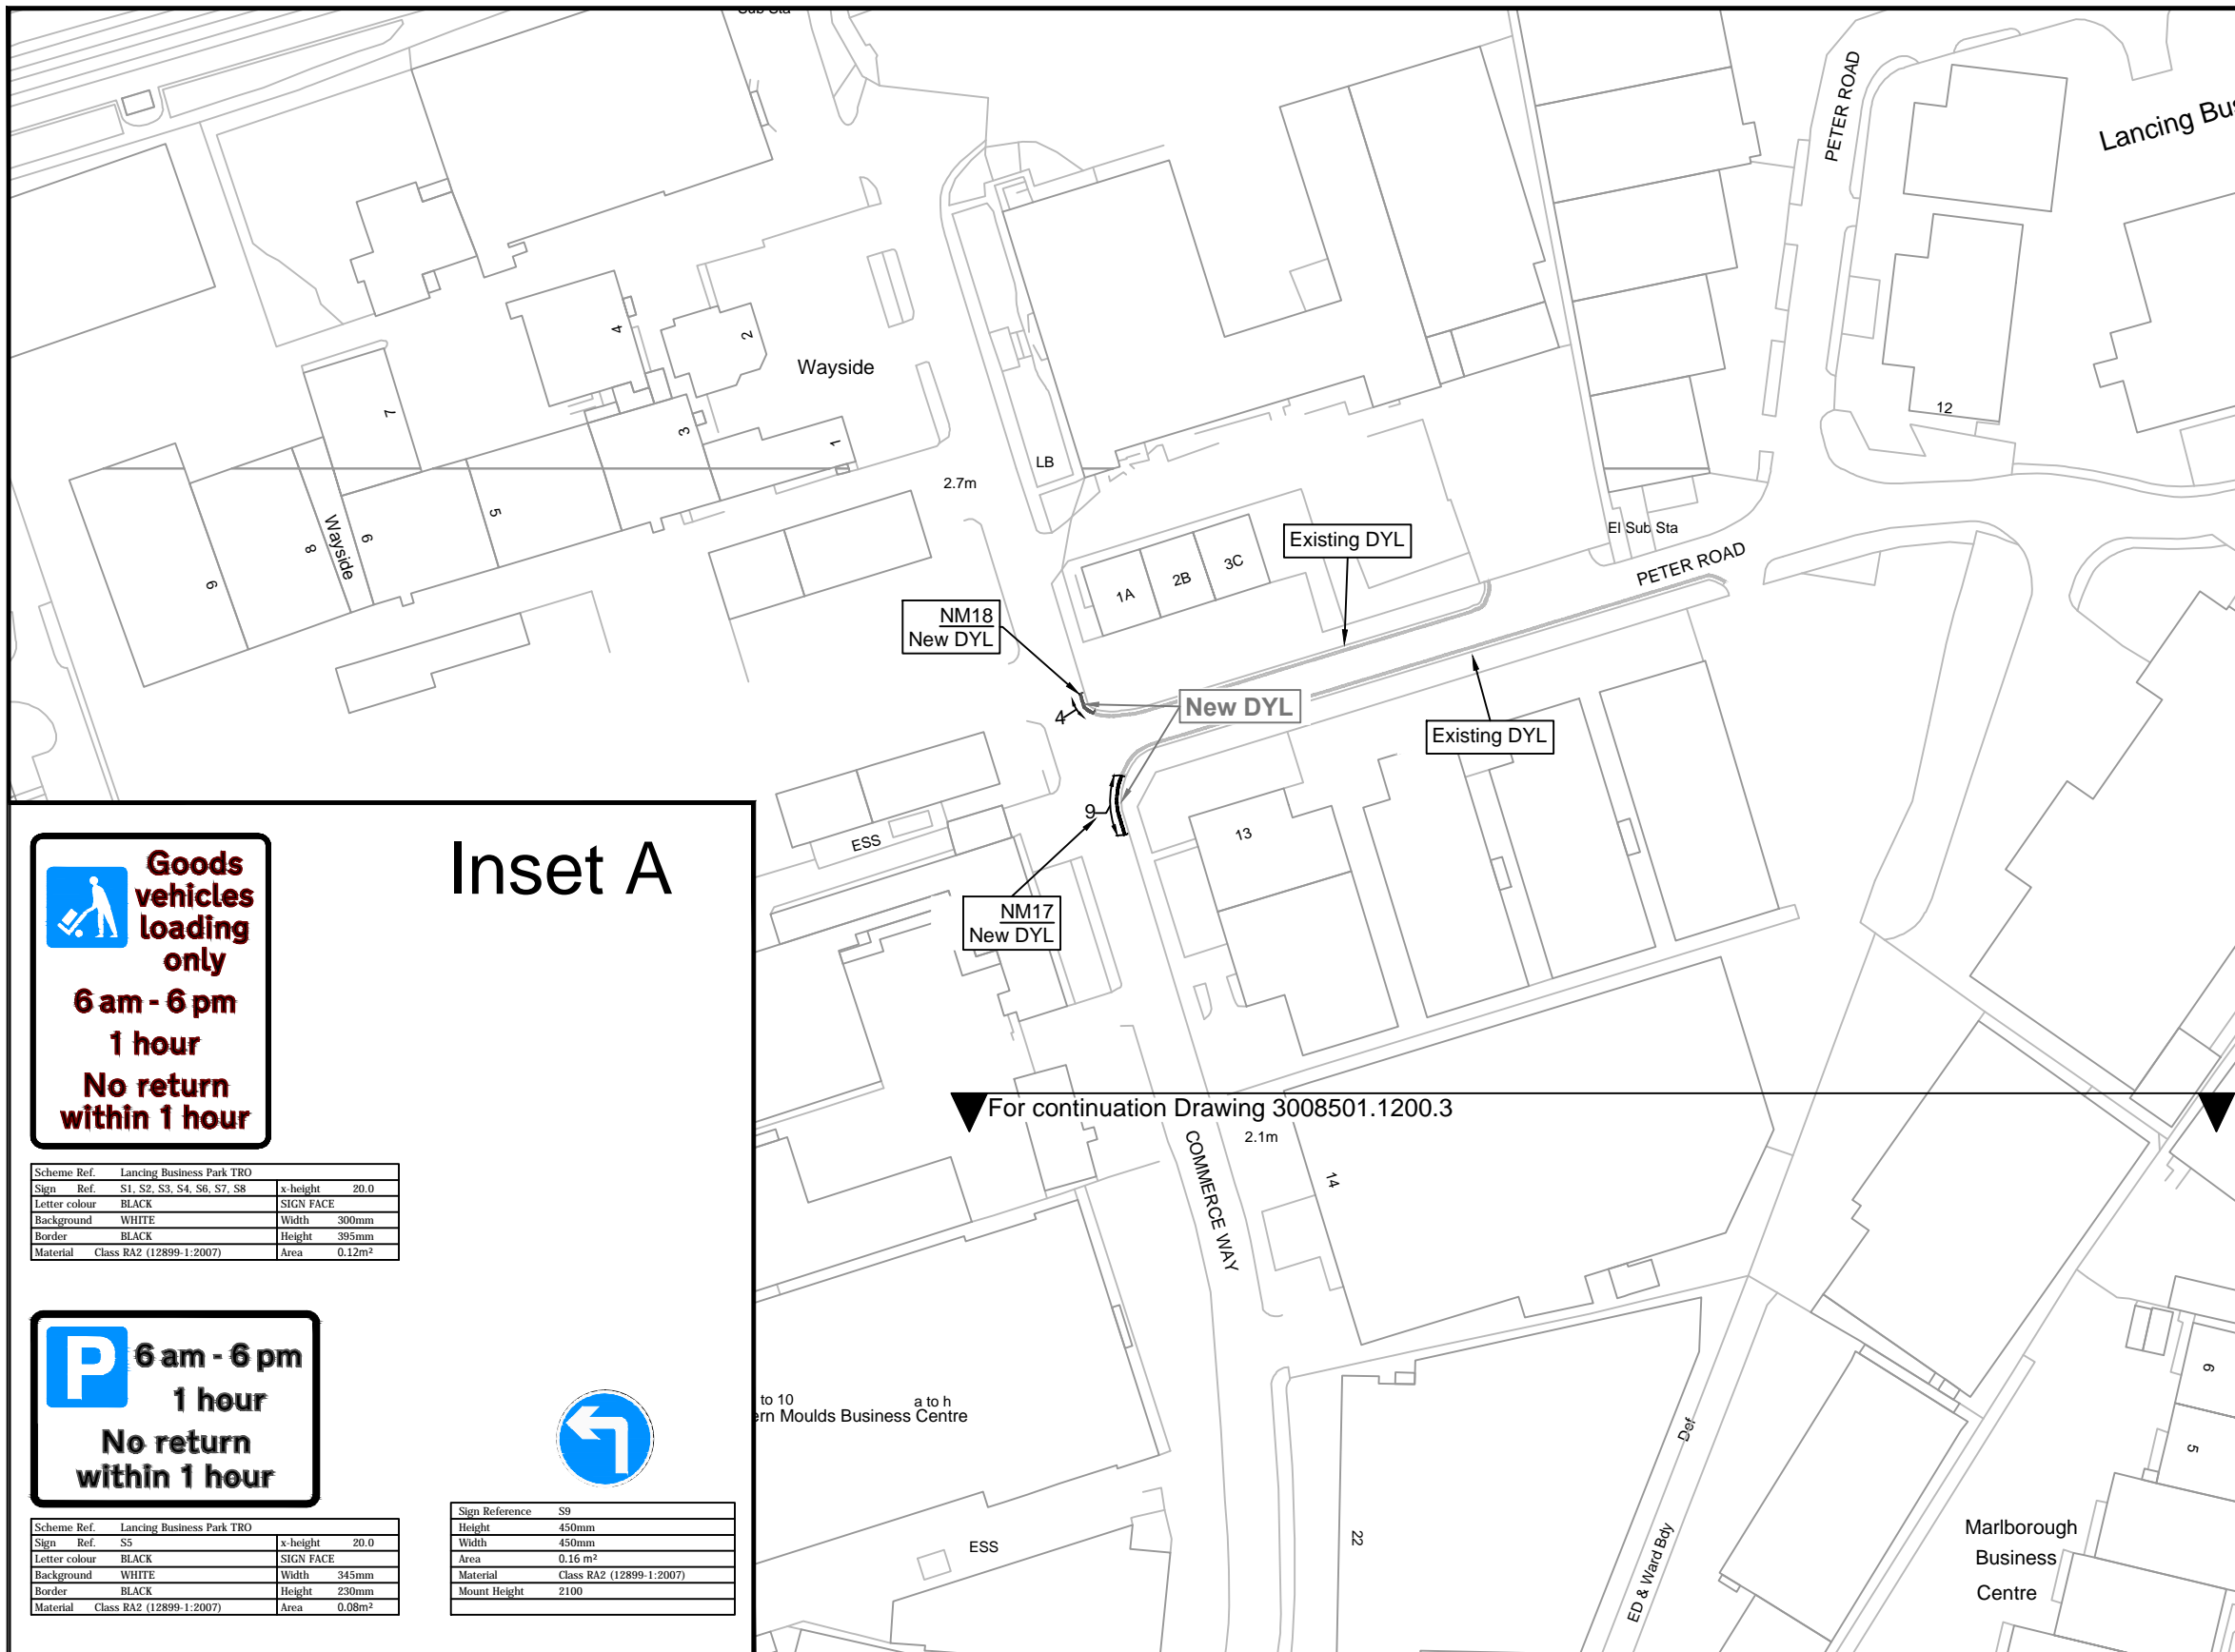 Sub Sta
PETER ROAD
Lancing Bus
12
4
2
Wayside
7
3
1
LB
2.7m
5
6
Wayside
8
9
El Sub Sta
PETER ROAD
Existing DYL
1A
2B
3C
NM18
New DYL
4
New DYL
Existing DYL
9
ESS
13
NM17
New DYL
For continuation Drawing 3008501.1200.3
2.1m
COMMERCE WAY
14
to 10
a to h
ern Moulds Business Centre
ESS
22
Def
ED & Ward Bdy
6
5
Marlborough
Business
Centre
Inset A
Goods
vehicles
loading
only
6 am - 6 pm
1 hour
No return
within 1 hour
Scheme Ref. Lancing Business Park TRO
Sign Ref. S1, S2, S3, S4, S6, S7, S8 x-height 20.0
Letter colour BLACK SIGN FACE
Background WHITE Width 300mm
Border BLACK Height 395mm
Material Class RA2 (12899-1:2007) Area 0.12m²
P 6 am - 6 pm
1 hour
No return
within 1 hour
Scheme Ref. Lancing Business Park TRO
Sign Ref. S5 x-height 20.0
Letter colour BLACK SIGN FACE
Background WHITE Width 345mm
Border BLACK Height 230mm
Material Class RA2 (12899-1:2007) Area 0.08m²
Sign Reference S9
Height 450mm
Width 450mm
Area 0.16 m²
Material Class RA2 (12899-1:2007)
Mount Height 2100